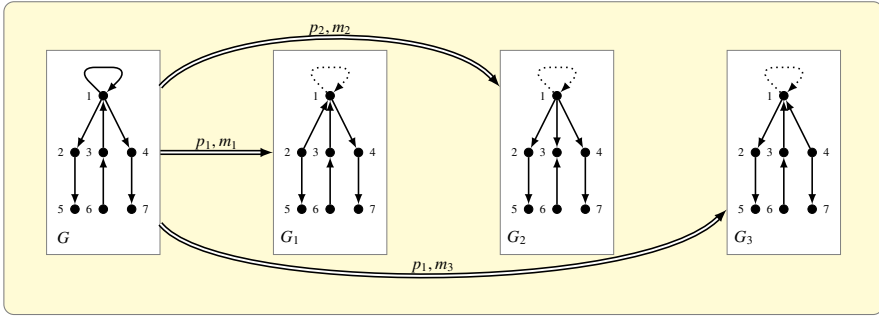 p₂, m₂
1 1 1 1
p₁, m₁
2 3 4 2 3 4 2 3 4 2 3 4
5 6 7 5 6 7 5 6 7 5 6 7
G G₁ G₂ G₃
p₁, m₃